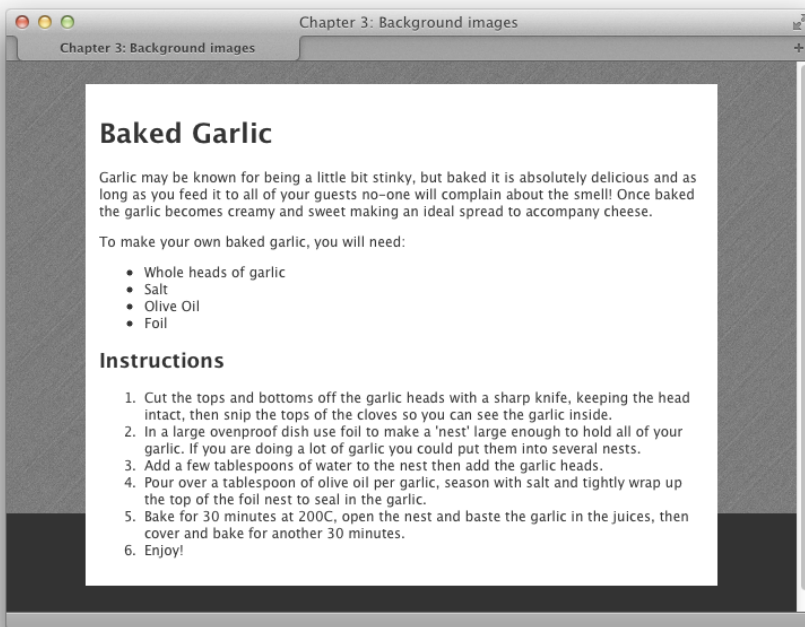 Chapter 3: Background images
Chapter 3: Background images
+
Baked Garlic
Garlic may be known for being a little bit stinky, but baked it is absolutely delicious and as
long as you feed it to all of your guests no-one will complain about the smell! Once baked
the garlic becomes creamy and sweet making an ideal spread to accompany cheese.
To make your own baked garlic, you will need:
• Whole heads of garlic
• Salt
• Olive Oil
• Foil
Instructions
1. Cut the tops and bottoms off the garlic heads with a sharp knife, keeping the head
intact, then snip the tops of the cloves so you can see the garlic inside.
2. In a large ovenproof dish use foil to make a 'nest' large enough to hold all of your
garlic. If you are doing a lot of garlic you could put them into several nests.
3. Add a few tablespoons of water to the nest then add the garlic heads.
4. Pour over a tablespoon of olive oil per garlic, season with salt and tightly wrap up
the top of the foil nest to seal in the garlic.
5. Bake for 30 minutes at 200C, open the nest and baste the garlic in the juices, then
cover and bake for another 30 minutes.
6. Enjoy!